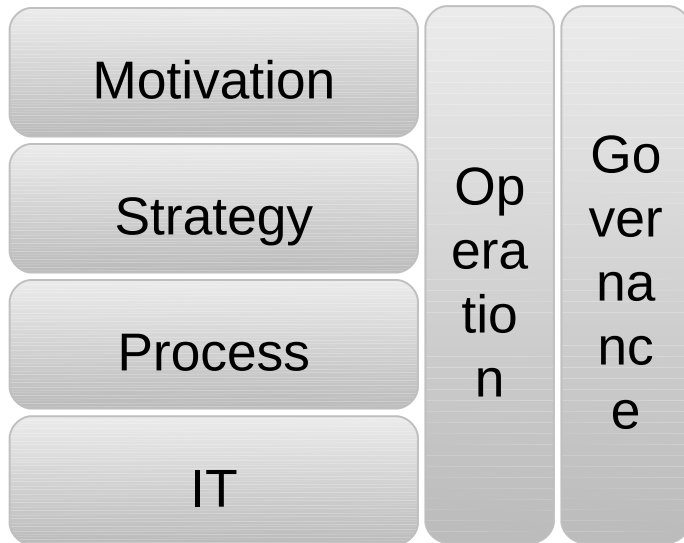 Motivation
Strategy
Process
IT
Op
era
tio
n
Go
ver
na
nc
e